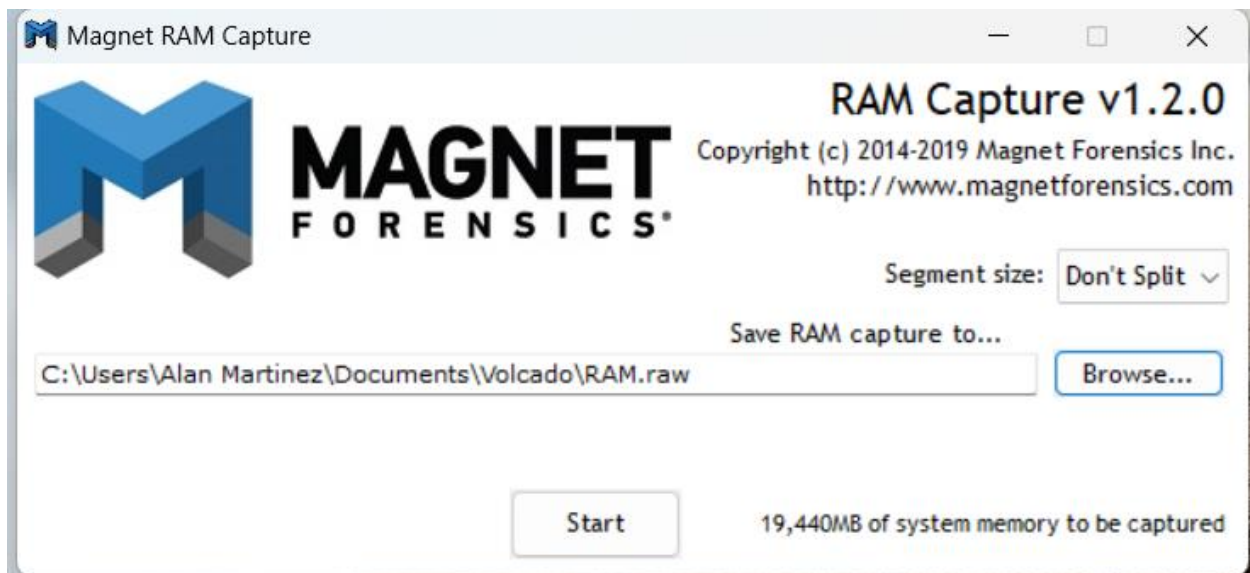 Magnet RAM Capture
MAGNET
FORENSICS®
RAM Capture v1.2.0
Copyright (c) 2014-2019 Magnet Forensics Inc.
http://www.magnetforensics.com
Segment size: Don't Split
Save RAM capture to...
C:\Users\Alan Martinez\Documents\Volcado\RAM.raw Browse...
Start 19,440MB of system memory to be captured